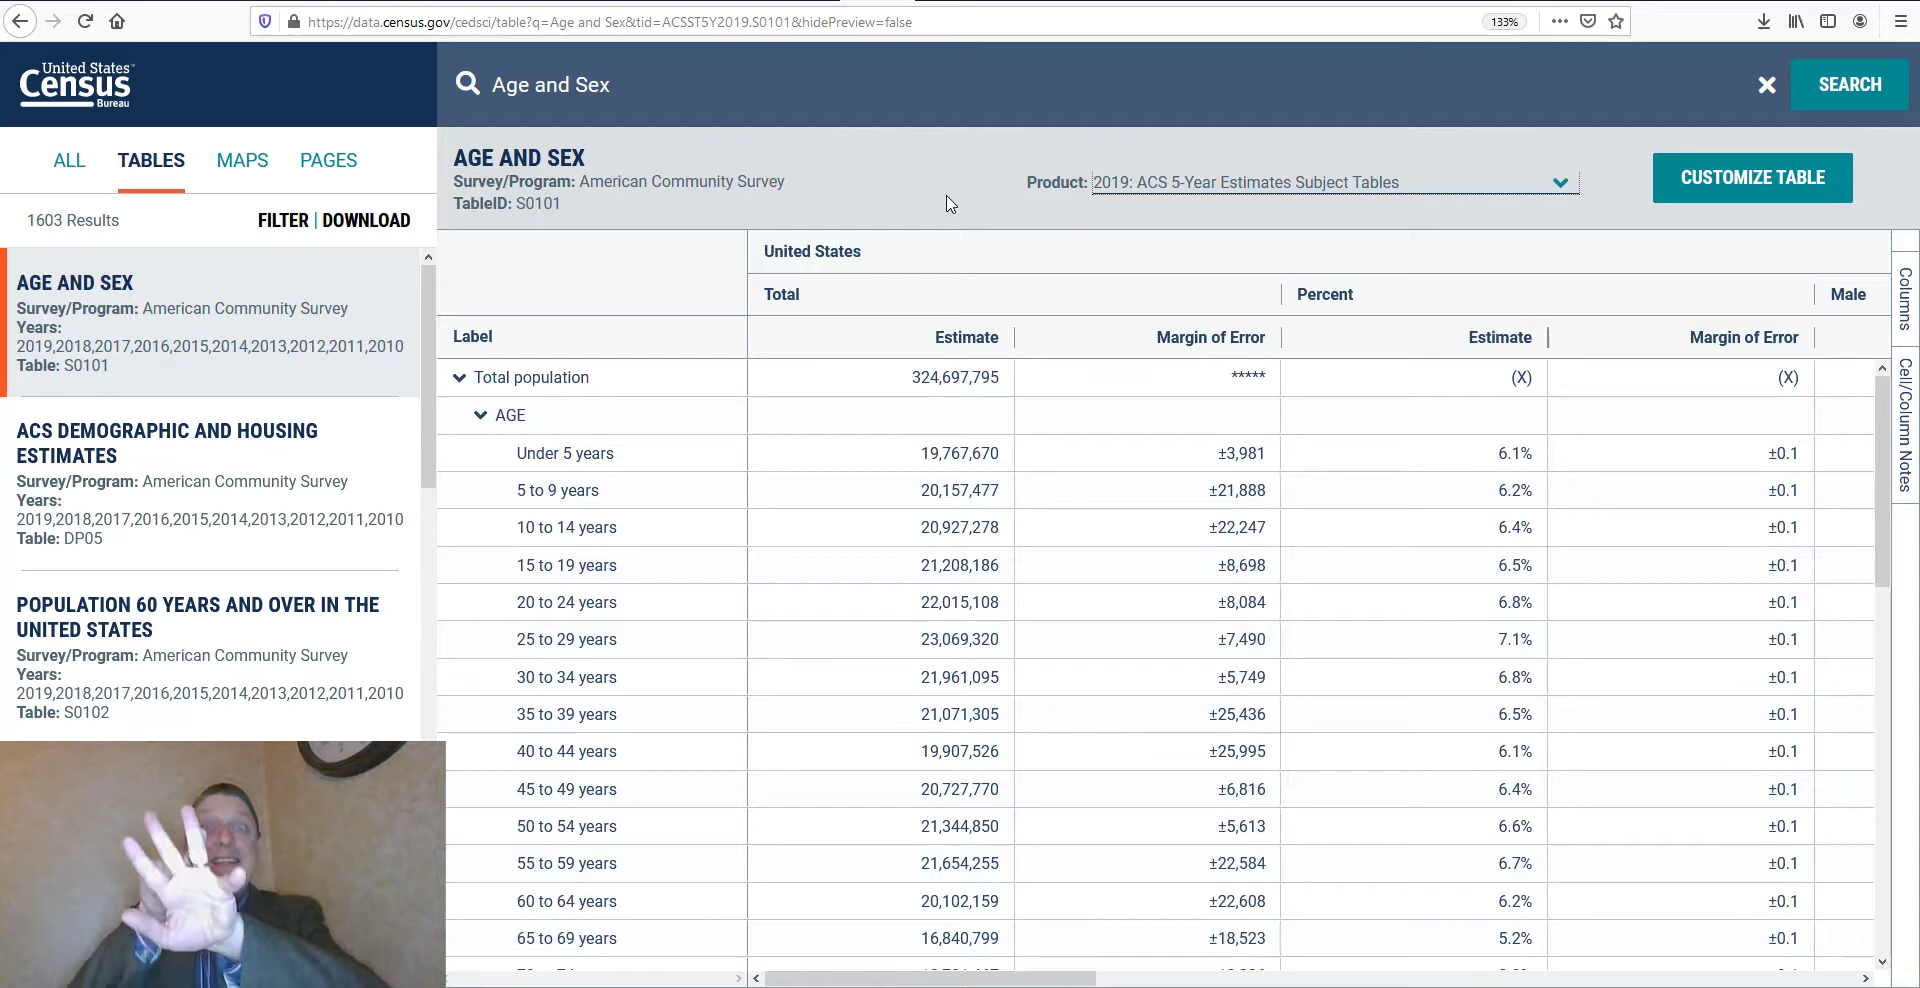 https://data.census.gov/cedsci/table?q=Age and Sex&tid=ACSST5Y2019.S0101&hidePreview=false
133%
United States
Census
Bureau
Age and Sex
SEARCH
ALL TABLES MAPS PAGES
1603 Results FILTER | DOWNLOAD
AGE AND SEX
Survey/Program: American Community Survey
Years:
2019,2018,2017,2016,2015,2014,2013,2012,2011,2010
Table: S0101
ACS DEMOGRAPHIC AND HOUSING
ESTIMATES
Survey/Program: American Community Survey
Years:
2019,2018,2017,2016,2015,2014,2013,2012,2011,2010
Table: DP05
POPULATION 60 YEARS AND OVER IN THE
UNITED STATES
Survey/Program: American Community Survey
Years:
2019,2018,2017,2016,2015,2014,2013,2012,2011,2010
Table: S0102
AGE AND SEX
Survey/Program: American Community Survey
TableID: S0101
Product: 2019: ACS 5-Year Estimates Subject Tables
CUSTOMIZE TABLE
United States
Total Percent Male
Label Estimate Margin of Error Estimate Margin of Error
Total population 324,697,795 ***** (X) (X)
AGE
Under 5 years 19,767,670 ±3,981 6.1% ±0.1
5 to 9 years 20,157,477 ±21,888 6.2% ±0.1
10 to 14 years 20,927,278 ±22,247 6.4% ±0.1
15 to 19 years 21,208,186 ±8,698 6.5% ±0.1
20 to 24 years 22,015,108 ±8,084 6.8% ±0.1
25 to 29 years 23,069,320 ±7,490 7.1% ±0.1
30 to 34 years 21,961,095 ±5,749 6.8% ±0.1
35 to 39 years 21,071,305 ±25,436 6.5% ±0.1
40 to 44 years 19,907,526 ±25,995 6.1% ±0.1
45 to 49 years 20,727,770 ±6,816 6.4% ±0.1
50 to 54 years 21,344,850 ±5,613 6.6% ±0.1
55 to 59 years 21,654,255 ±22,584 6.7% ±0.1
60 to 64 years 20,102,159 ±22,608 6.2% ±0.1
65 to 69 years 16,840,799 ±18,523 5.2% ±0.1
Columns
Cell/Column Notes